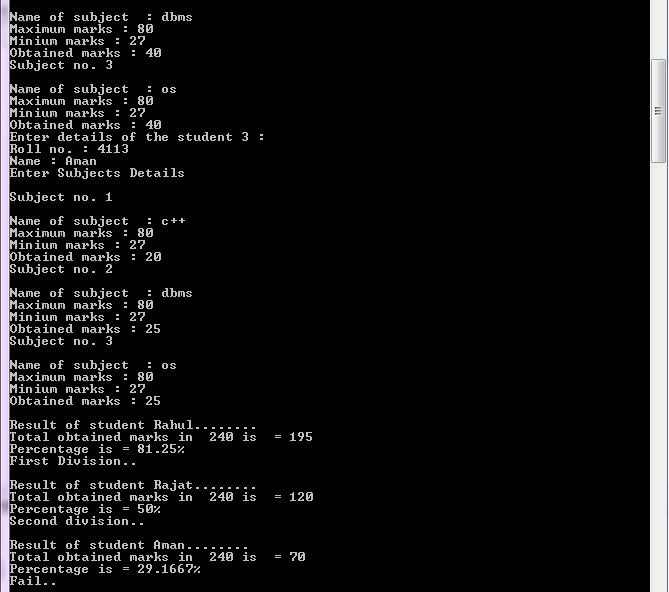 Name of subject  : dbms
Maximum marks : 80
Minium marks : 27
Obtained marks : 40
Subject no. 3
Name of subject  : os
Maximum marks : 80
Minium marks : 27
Obtained marks : 40
Enter details of the student 3 :
Roll no. : 4113
Name : Aman
Enter Subjects Details
Subject no. 1
Name of subject  : c++
Maximum marks : 80
Minium marks : 27
Obtained marks : 20
Subject no. 2
Name of subject  : dbms
Maximum marks : 80
Minium marks : 27
Obtained marks : 25
Subject no. 3
Name of subject  : os
Maximum marks : 80
Minium marks : 27
Obtained marks : 25
Result of student Rahul........
Total obtained marks in  240 is  = 195
Percentage is = 81.25%
First Division..
Result of student Rajat........
Total obtained marks in  240 is  = 120
Percentage is = 50%
Second division..
Result of student Aman........
Total obtained marks in  240 is  = 70
Percentage is = 29.1667%
Fail..